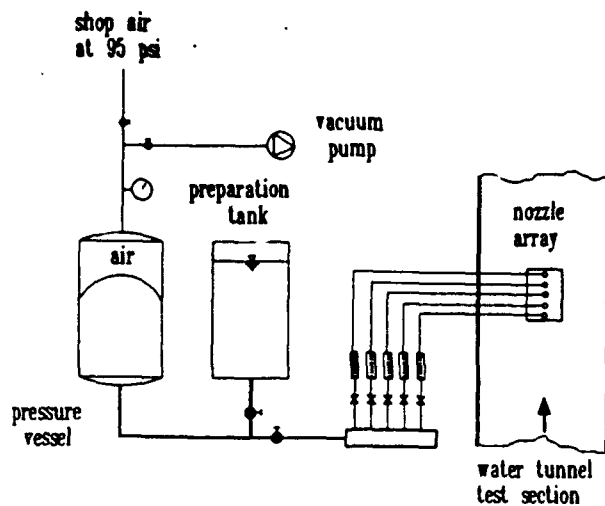 shop air
at 95 psi
vacuum
pump
preparation
tank
nozzle
array
air
pressure
vessel
water tunnel
test section